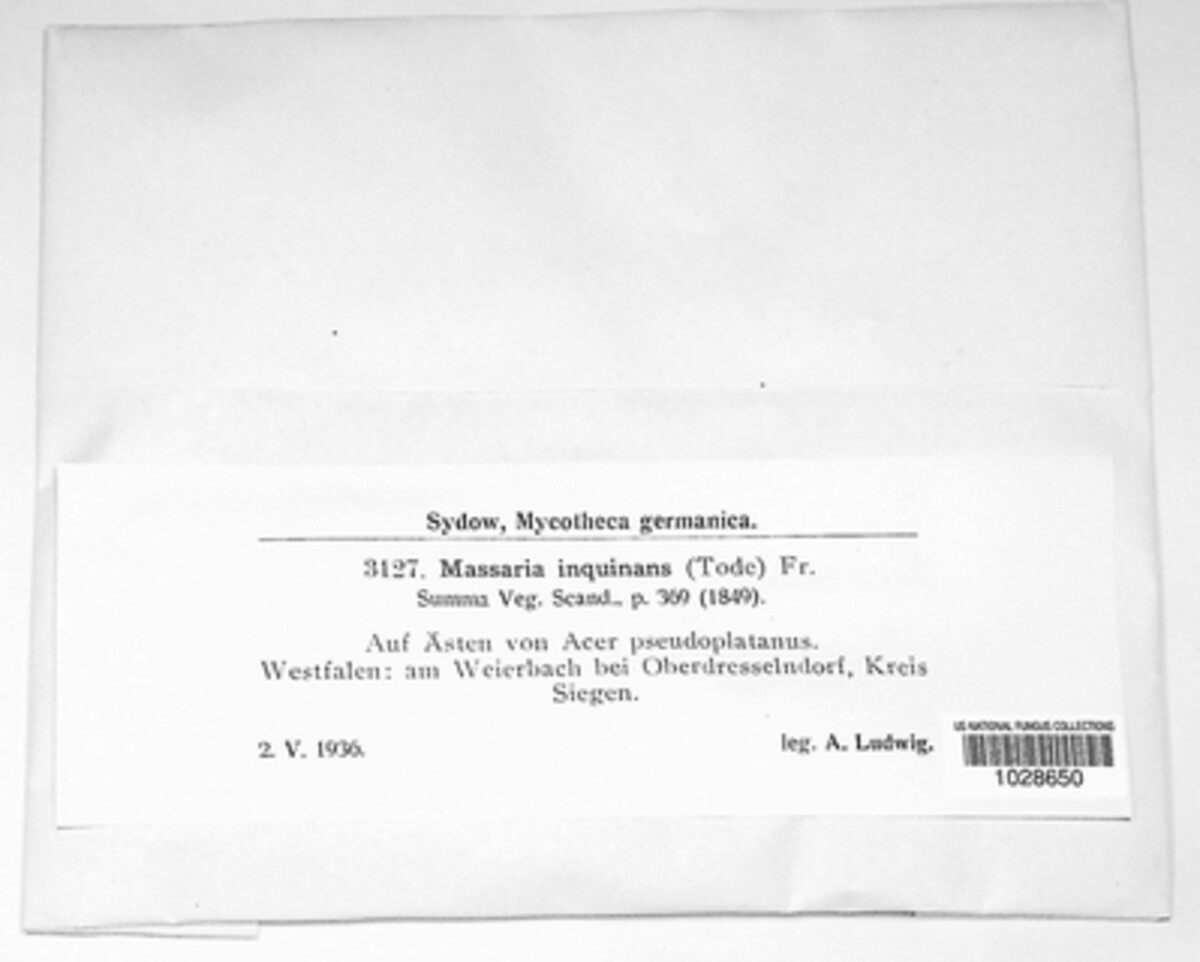 Sydow, Mycotheca germanica.
3127. Massaria inquinans (Tode) Fr.
Summa Veg. Scand., p. 369 (1849).
Auf Ästen von Acer pseudoplatanus.
Westfalen: am Weierbach bei Oberdresselndorf, Kreis
Siegen.
2. V. 1936.
leg. A. Ludwig.
US NATIONAL FUNGUS COLLECTIONS
1028650